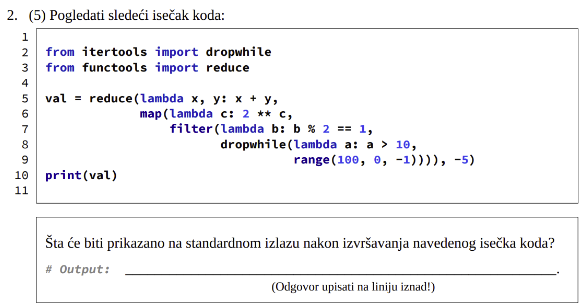 2. (5) Pogledati sledeći isečak koda:
1
2 from itertools import dropwhile
3 from functools import reduce
4
5 val = reduce(lambda x, y: x + y,
6 map(lambda c: 2 ** c,
7 filter(lambda b: b % 2 == 1,
8 dropwhile(lambda a: a > 10,
9 range(100, 0, -1)))), -5)
10 print(val)
11
Šta će biti prikazano na standardnom izlazu nakon izvršavanja navedenog isečka koda?
# Output: .
(Odgovor upisati na liniju iznad!)